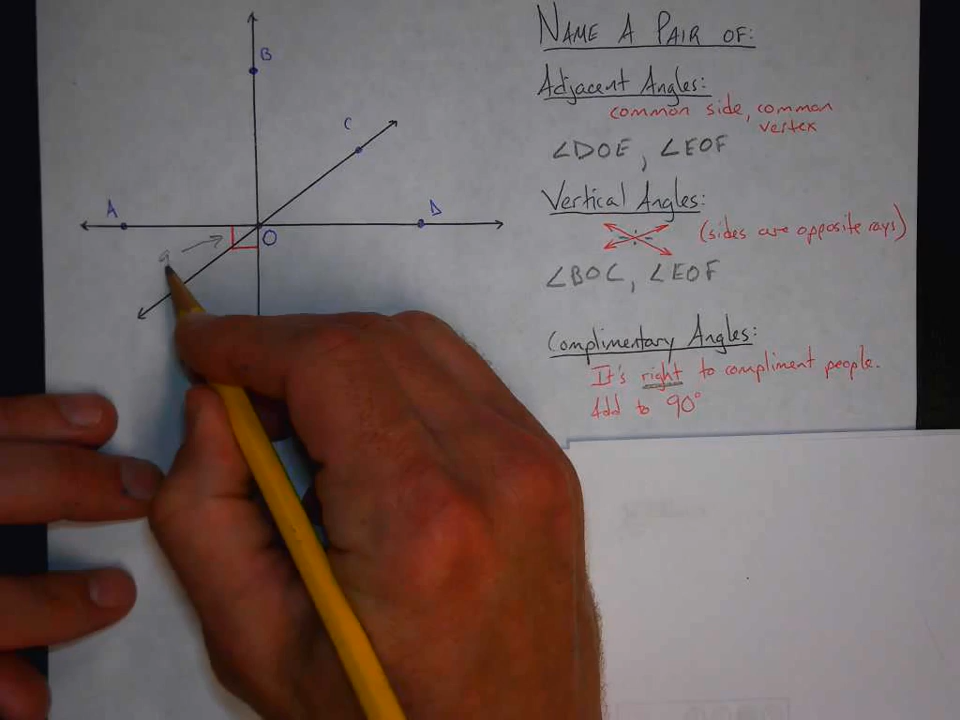 NAME A PAIR OF:
B
Adjacent Angles:
common side, common
vertex
C
∠DOE, ∠EOF
Vertical Angles:
A
D
O
(sides are opposite rays)
∠BOC, ∠EOF
Complimentary Angles:
It's right to compliment people.
Add to 90°